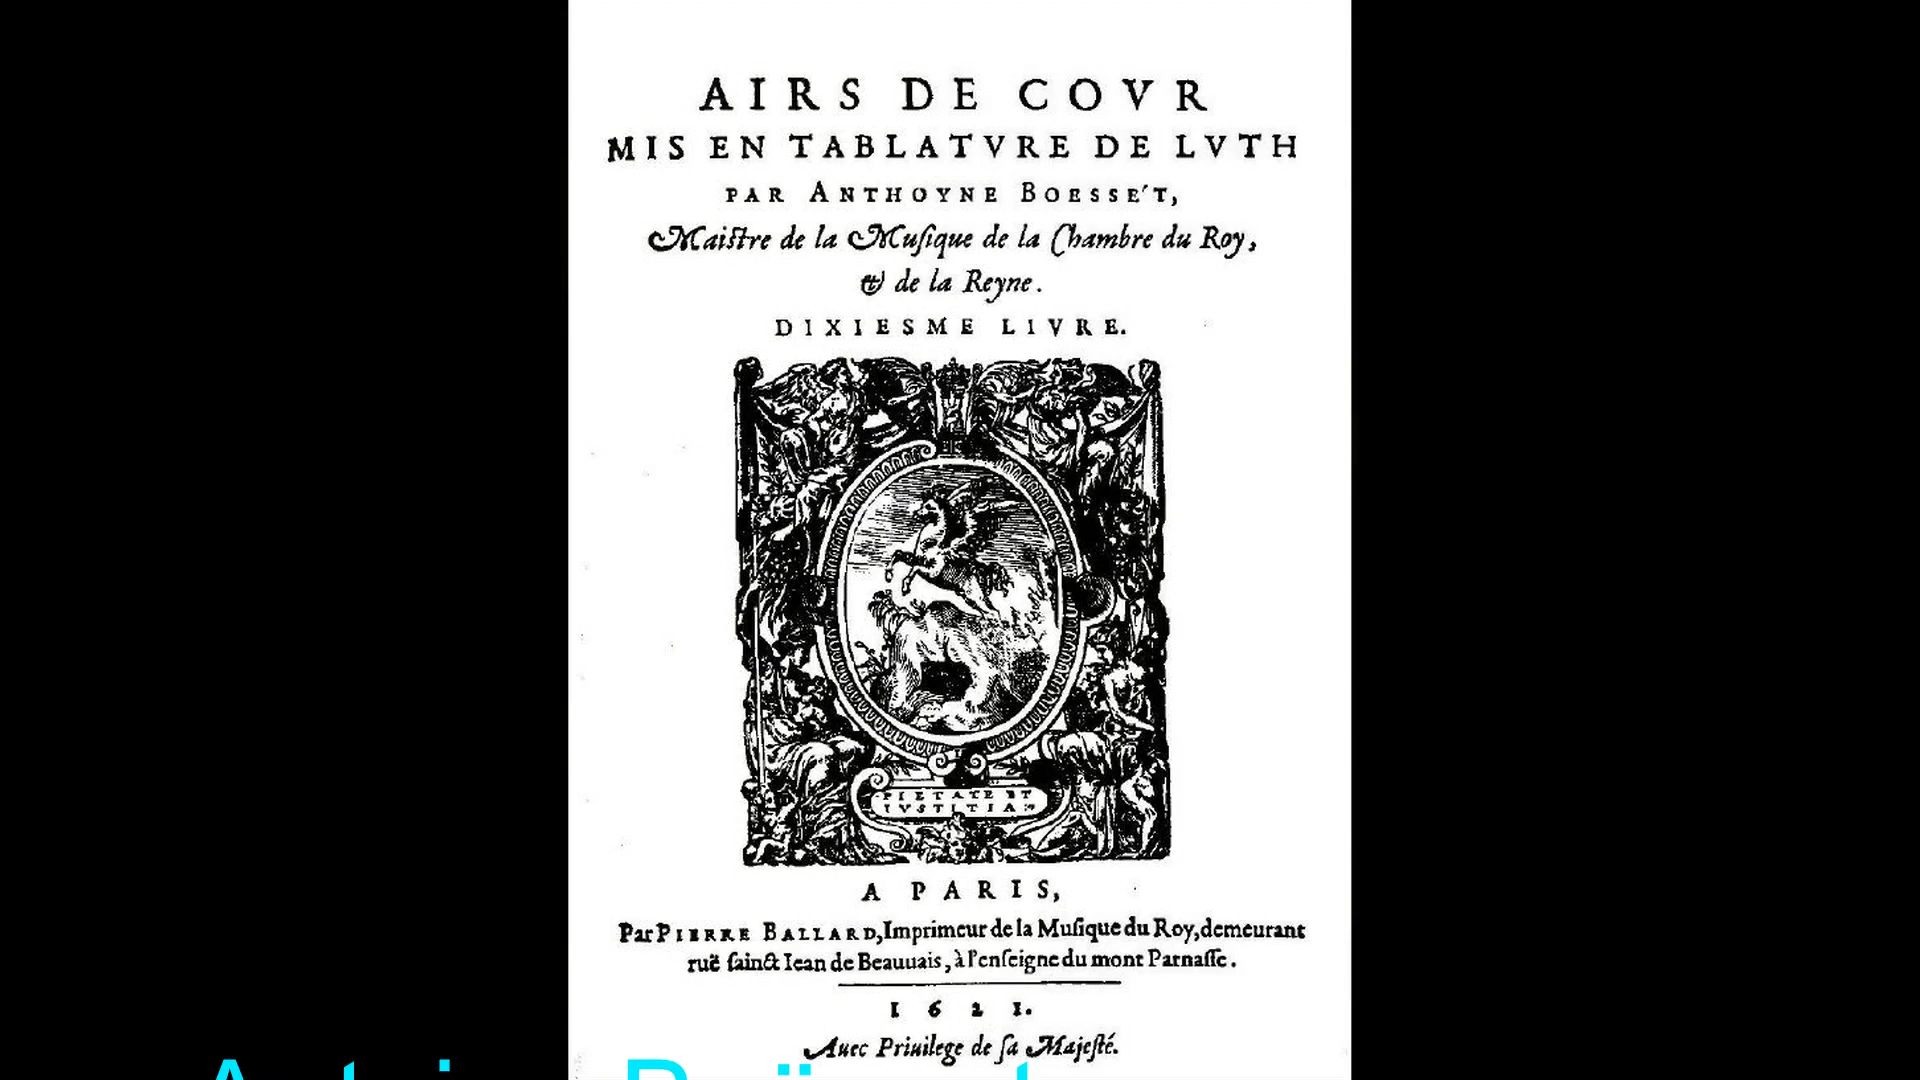 AIRS DE COVR
MIS EN TABLATVRE DE LVTH
PAR ANTHOYNE BOESSE'T,
Maiſtre de la Muſique de la Chambre du Roy,
& de la Reyne.
DIXIESME LIVRE.
PIETATE ET
IVSTITIA
A PARIS,
Par PIERRE BALLARD, Imprimeur de la Muſique du Roy, demeurant
ruë ſainct Iean de Beauuais, à l'enſeigne du mont Parnaſſe.
1621.
Auec Priuilege de ſa Majeſté.